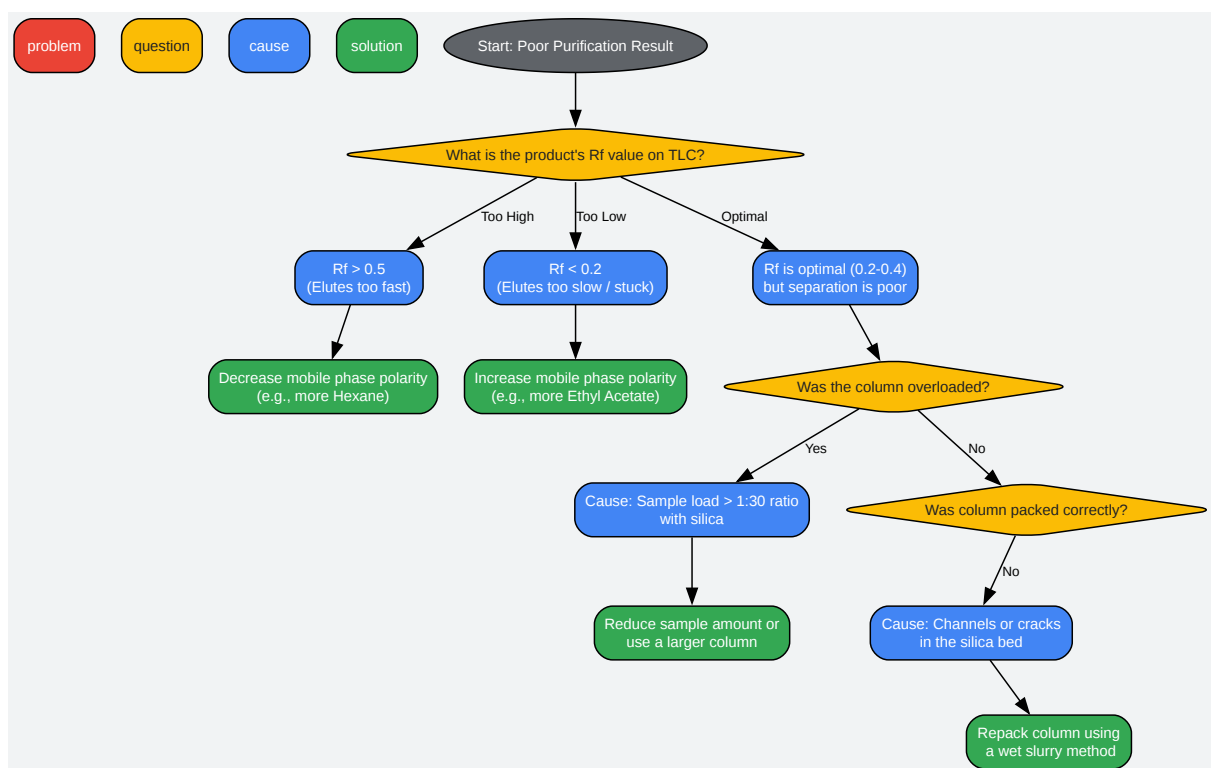 problem
question
cause
solution
Start: Poor Purification Result
What is the product's Rf value on TLC?
Too High
Too Low
Optimal
Rf > 0.5
(Elutes too fast)
Rf < 0.2
(Elutes too slow / stuck)
Rf is optimal (0.2-0.4)
but separation is poor
Decrease mobile phase polarity
(e.g., more Hexane)
Increase mobile phase polarity
(e.g., more Ethyl Acetate)
Was the column overloaded?
Yes
No
Cause: Sample load > 1:30 ratio
with silica
Was column packed correctly?
No
Reduce sample amount or
use a larger column
Cause: Channels or cracks
in the silica bed
Repack column using
a wet slurry method